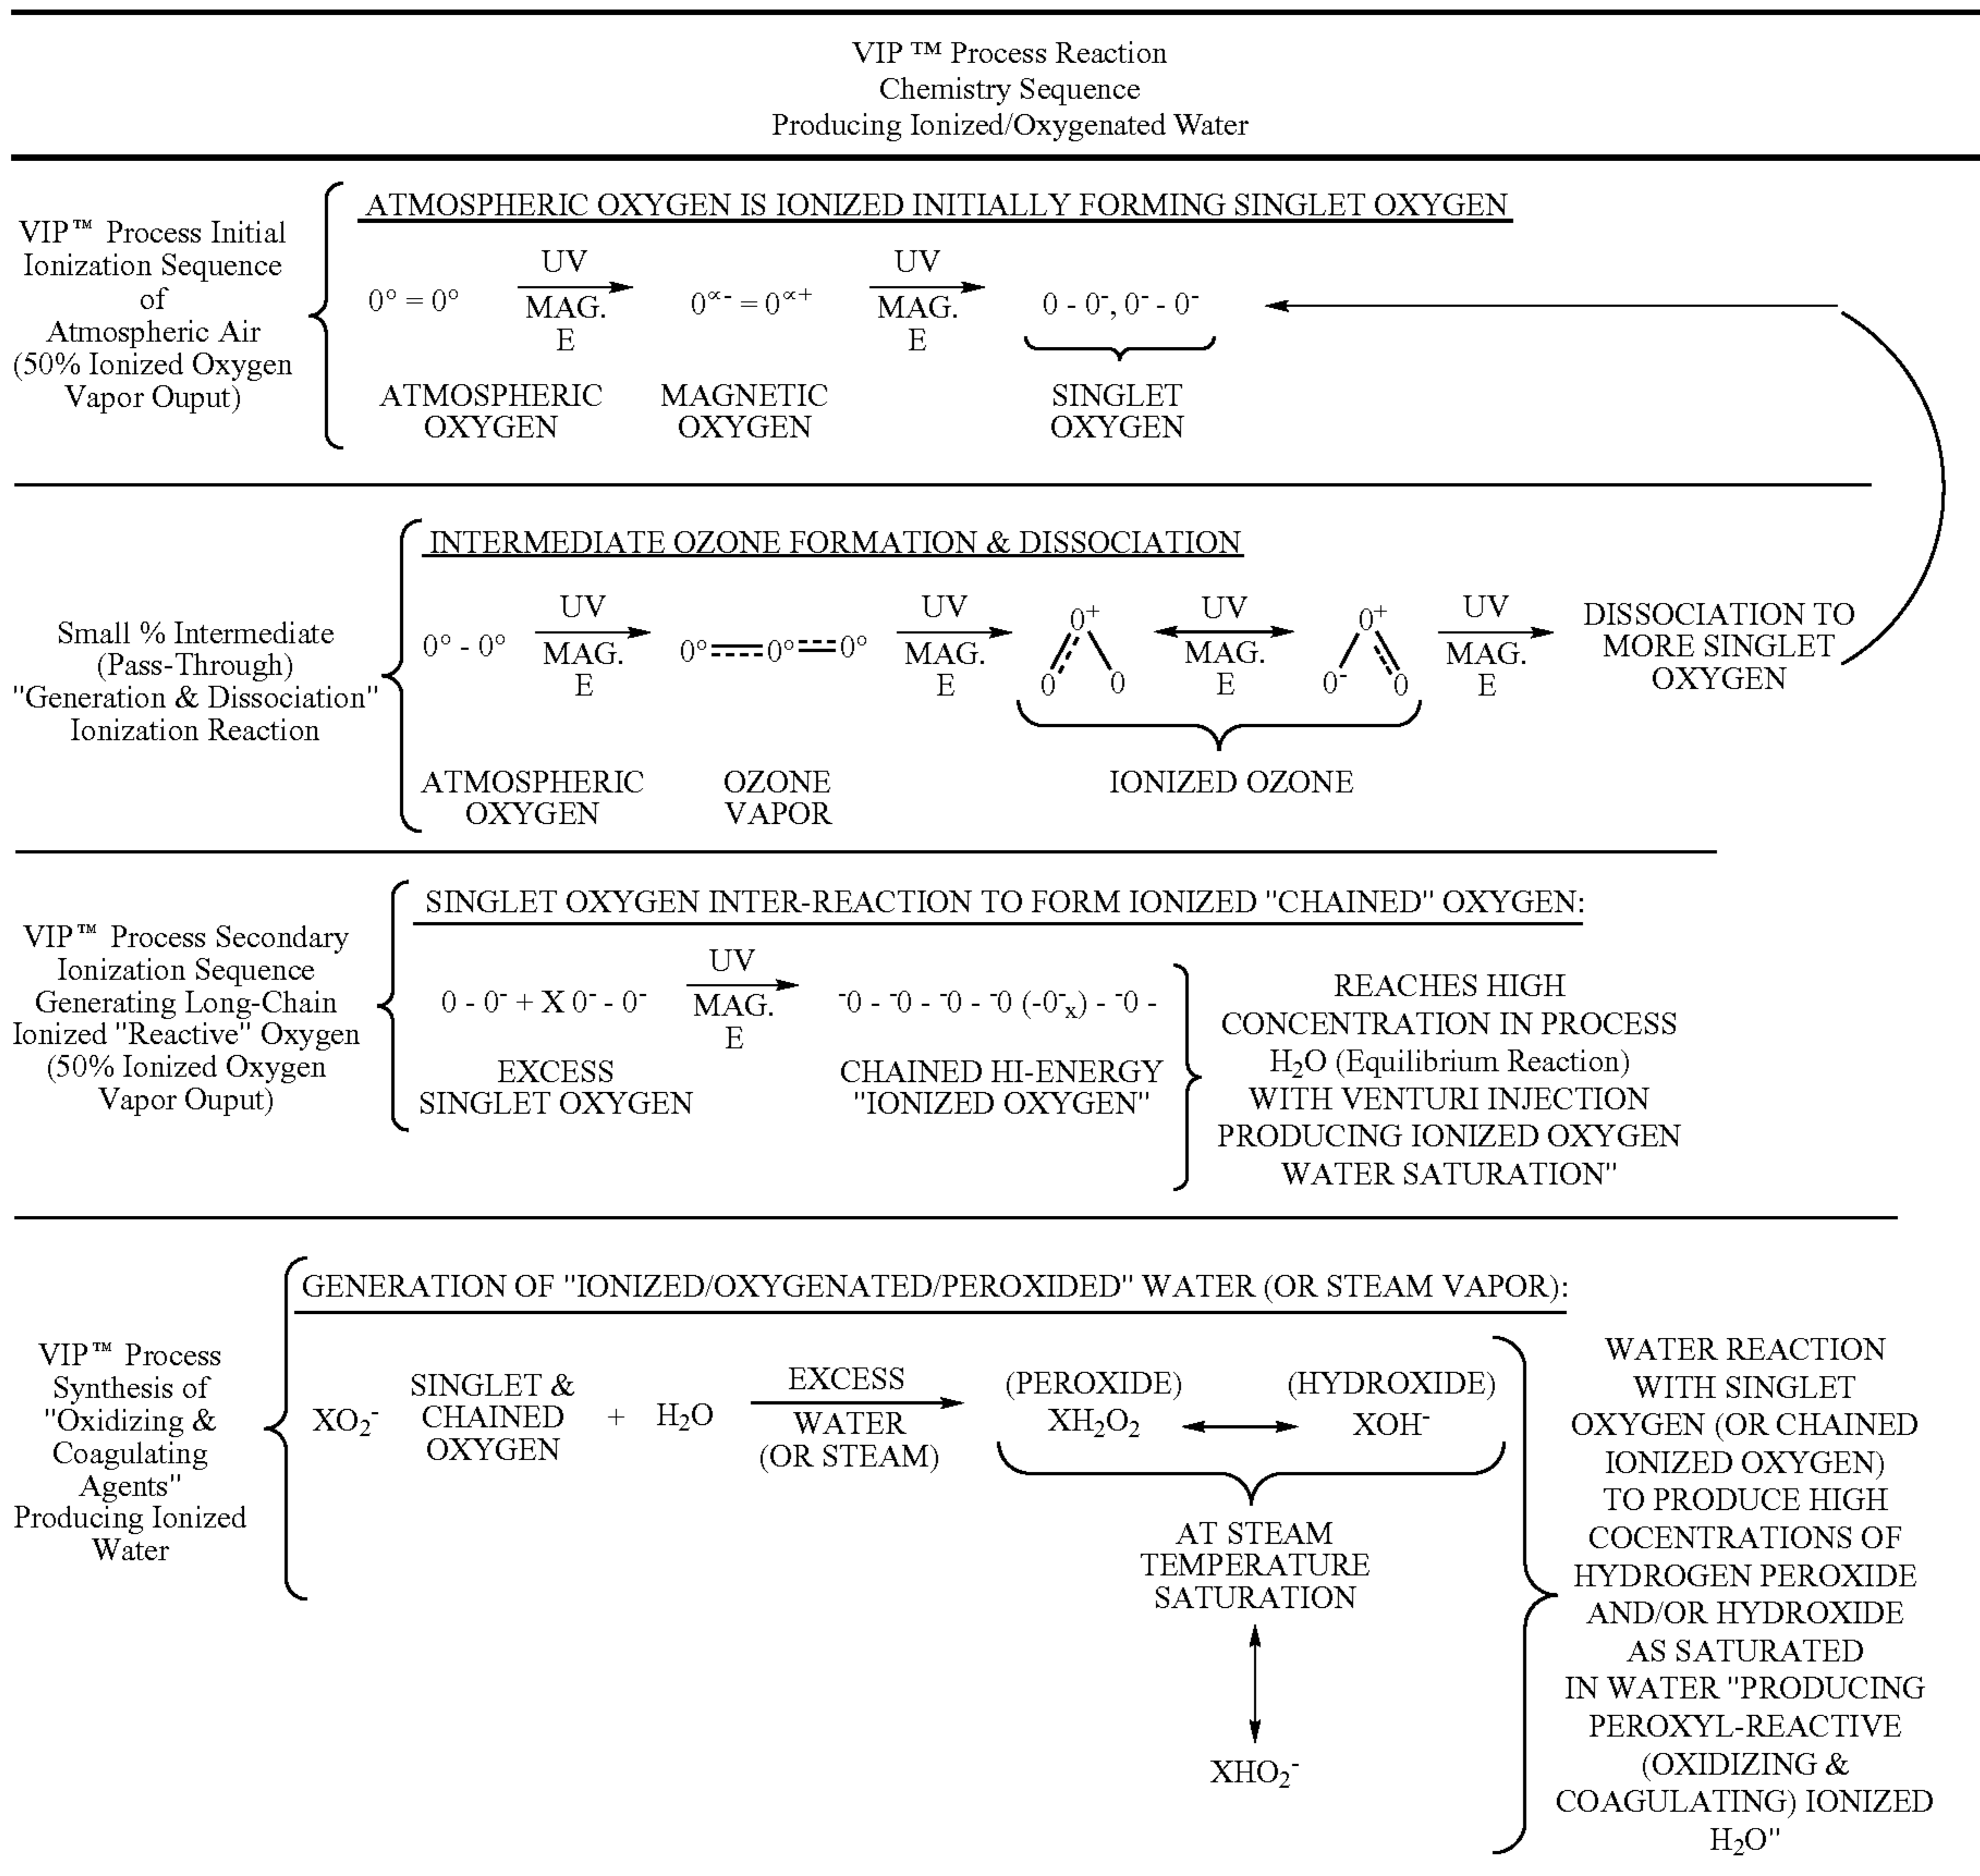 VIP ™ Process Reaction
Chemistry Sequence
Producing Ionized/Oxygenated Water
VIP™ Process Initial
Ionization Sequence
of
Atmospheric Air
(50% Ionized Oxygen
Vapor Ouput)
ATMOSPHERIC OXYGEN IS IONIZED INITIALLY FORMING SINGLET OXYGEN
0° = 0°
UV
MAG.
E
0∝- = 0∝+
UV
MAG.
E
0 - 0⁻, 0⁻ - 0⁻
ATMOSPHERIC
OXYGEN
MAGNETIC
OXYGEN
SINGLET
OXYGEN
Small % Intermediate
(Pass-Through)
"Generation & Dissociation"
Ionization Reaction
INTERMEDIATE OZONE FORMATION & DISSOCIATION
0° - 0°
UV
MAG.
E
0° 0° 0°
UV
MAG.
E
0⁺
0 0
UV
MAG.
E
0⁺
0⁻ 0
UV
MAG.
E
DISSOCIATION TO
MORE SINGLET
OXYGEN
ATMOSPHERIC
OXYGEN
OZONE
VAPOR
IONIZED OZONE
VIP™ Process Secondary
Ionization Sequence
Generating Long-Chain
Ionized "Reactive" Oxygen
(50% Ionized Oxygen
Vapor Ouput)
SINGLET OXYGEN INTER-REACTION TO FORM IONIZED "CHAINED" OXYGEN:
0 - 0⁻ + X 0⁻ - 0⁻
UV
MAG.
E
⁻0 - ⁻0 - ⁻0 - ⁻0 (-0⁻ₓ) - ⁻0 -
EXCESS
SINGLET OXYGEN
CHAINED HI-ENERGY
"IONIZED OXYGEN"
REACHES HIGH
CONCENTRATION IN PROCESS
H₂O (Equilibrium Reaction)
WITH VENTURI INJECTION
PRODUCING IONIZED OXYGEN
WATER SATURATION"
VIP™ Process
Synthesis of
"Oxidizing &
Coagulating
Agents"
Producing Ionized
Water
GENERATION OF "IONIZED/OXYGENATED/PEROXIDED" WATER (OR STEAM VAPOR):
XO₂⁻
SINGLET &
CHAINED
OXYGEN
+ H₂O
EXCESS
WATER
(OR STEAM)
(PEROXIDE)
XH₂O₂
(HYDROXIDE)
XOH⁻
AT STEAM
TEMPERATURE
SATURATION
XHO₂⁻
WATER REACTION
WITH SINGLET
OXYGEN (OR CHAINED
IONIZED OXYGEN)
TO PRODUCE HIGH
COCENTRATIONS OF
HYDROGEN PEROXIDE
AND/OR HYDROXIDE
AS SATURATED
IN WATER "PRODUCING
PEROXYL-REACTIVE
(OXIDIZING &
COAGULATING) IONIZED
H₂O"